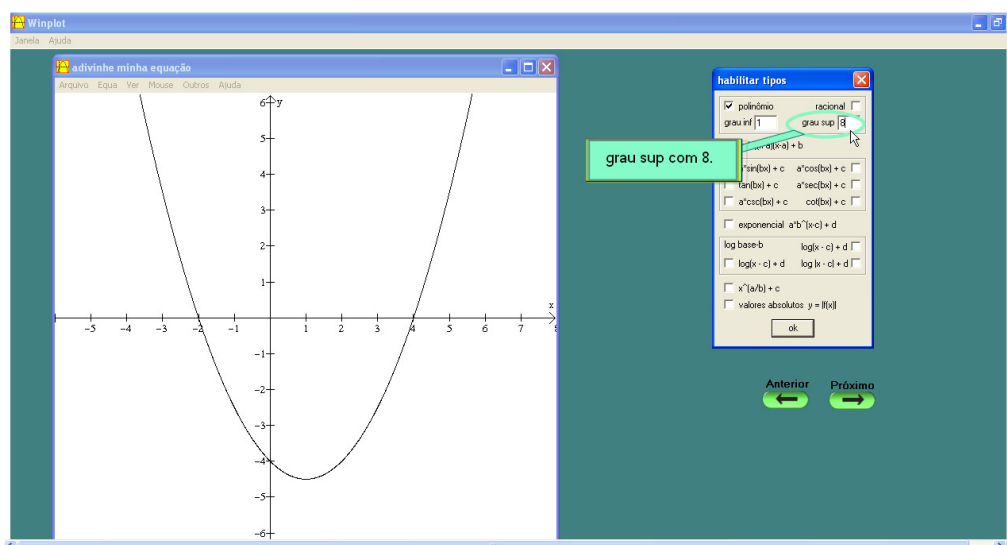 Winplot
Janela Ajuda
adivinhe minha equação
Arquivo Equa Ver Mouse Outros Ajuda
y
6
5
4
3
2
1
x
-5 -4 -3 -2 -1 1 2 3 4 5 6 7
-1
-2
-3
-4
-5
-6
habilitar tipos
polinômio racional
grau inf 1 grau sup 8
grau sup com 8.
(x-a) + b
a*sin(bx) + c a*cos(bx) + c
tan(bx) + c a*sec(bx) + c
a*csc(bx) + c cot(bx) + c
exponencial a*b^(x-c) + d
log base-b log(x - c) + d
log(x - c) + d log |x - c| + d
x^(a/b) + c
valores absolutos y = |f(x)|
ok
Anterior Próximo